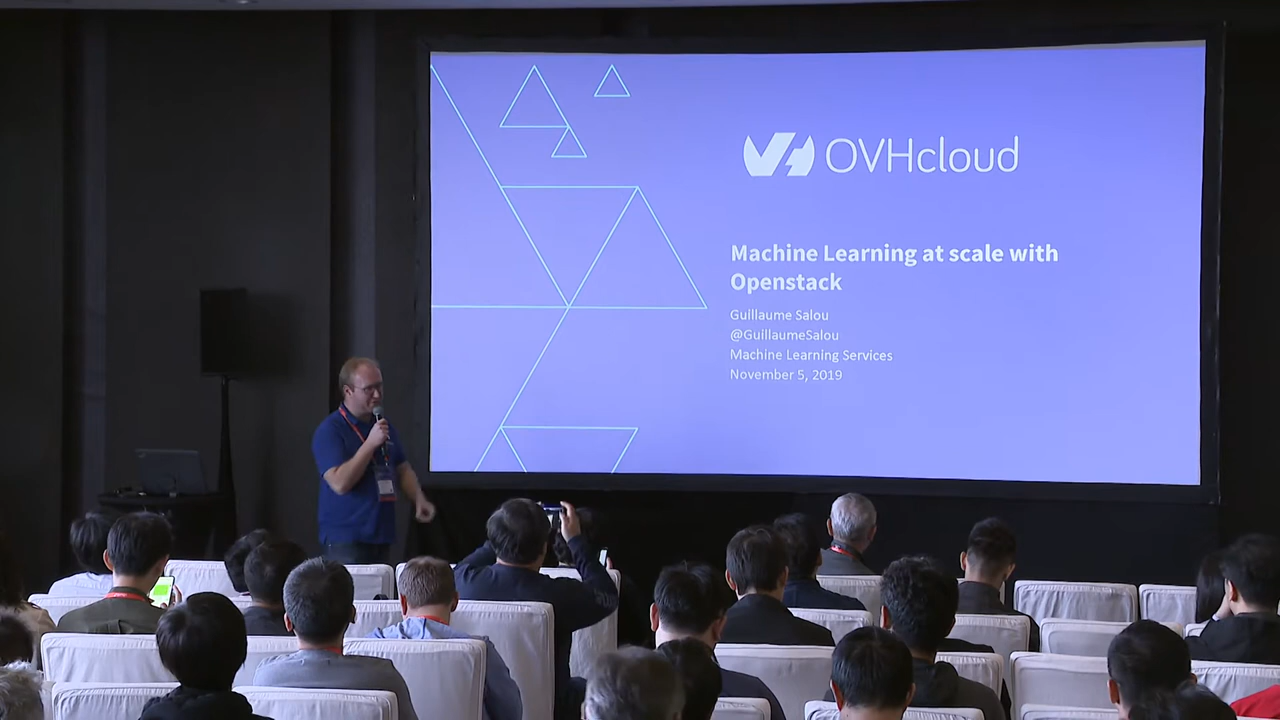 OVHcloud
Machine Learning at scale with
Openstack
Guillaume Salou
@GuillaumeSalou
Machine Learning Services
November 5, 2019